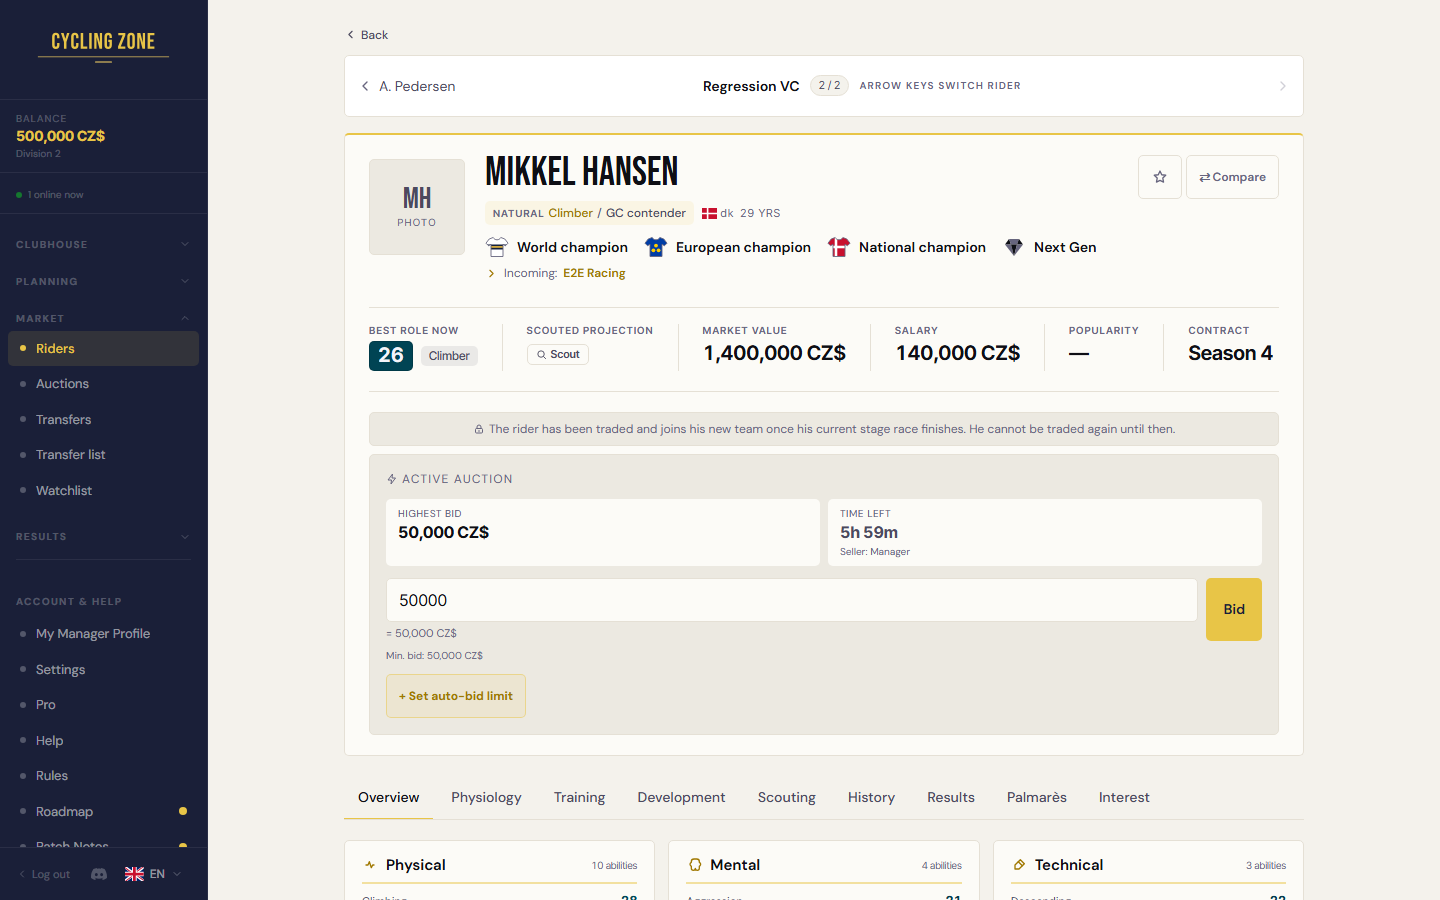 CYCLING ZONE
BALANCE
500,000 CZ$
Division 2
1 online now
CLUBHOUSE
PLANNING
MARKET
Riders
Auctions
Transfers
Transfer list
Watchlist
RESULTS
ACCOUNT & HELP
My Manager Profile
Settings
Pro
Help
Rules
Roadmap
Patch Notes
Log out
EN
Back
A. Pedersen
Regression VC 2 / 2 ARROW KEYS SWITCH RIDER
MH
PHOTO
MIKKEL HANSEN
NATURAL Climber / GC contender dk 29 YRS
World champion European champion National champion Next Gen
Incoming: E2E Racing
Compare
BEST ROLE NOW
26 Climber
SCOUTED PROJECTION
Scout
MARKET VALUE
1,400,000 CZ$
SALARY
140,000 CZ$
POPULARITY
—
CONTRACT
Season 4
The rider has been traded and joins his new team once his current stage race finishes. He cannot be traded again until then.
ACTIVE AUCTION
HIGHEST BID
50,000 CZ$
TIME LEFT
5h 59m
Seller: Manager
50000
Bid
= 50,000 CZ$
Min. bid: 50,000 CZ$
+ Set auto-bid limit
Overview Physiology Training Development Scouting History Results Palmarès Interest
Physical 10 abilities
Mental 4 abilities
Technical 3 abilities
Climbing 28
Aggression 21
Descending 22